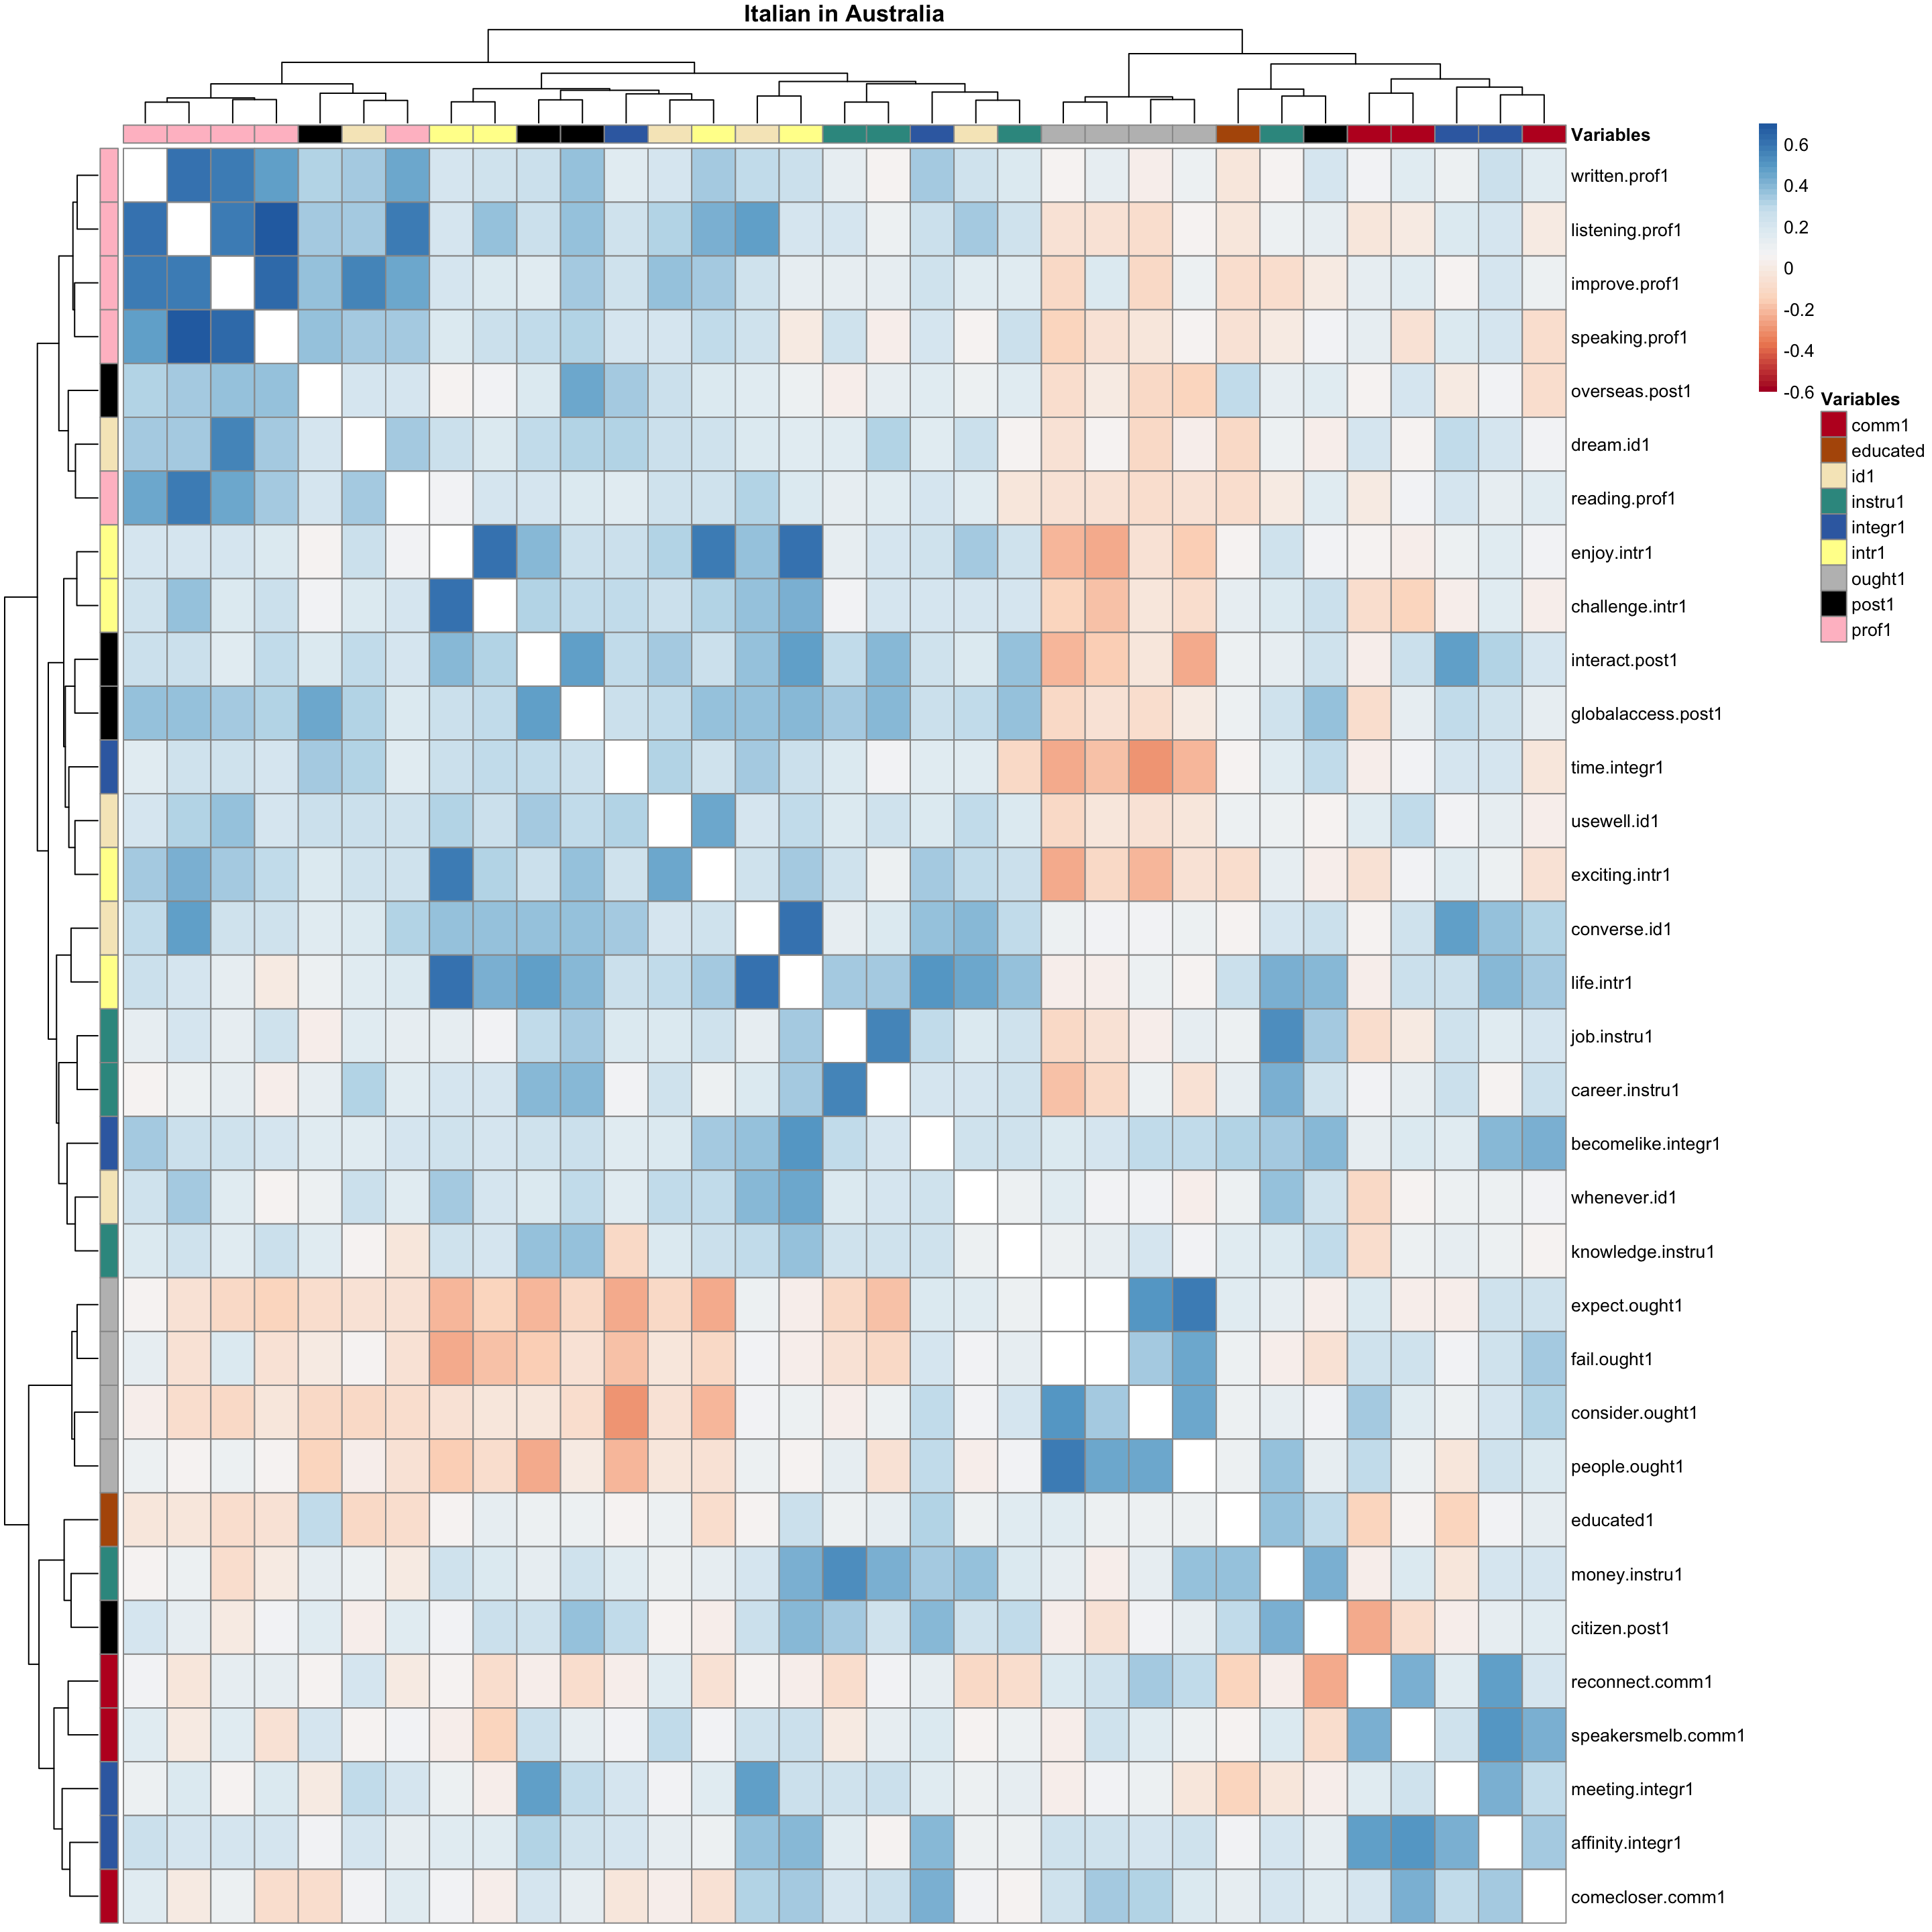 Italian in Australia
Variables
written.prof1
listening.prof1
improve.prof1
speaking.prof1
overseas.post1
dream.id1
reading.prof1
enjoy.intr1
challenge.intr1
interact.post1
globalaccess.post1
time.integr1
usewell.id1
exciting.intr1
converse.id1
life.intr1
job.instru1
career.instru1
becomelike.integr1
whenever.id1
knowledge.instru1
expect.ought1
fail.ought1
consider.ought1
people.ought1
educated1
money.instru1
citizen.post1
reconnect.comm1
speakersmelb.comm1
meeting.integr1
affinity.integr1
comecloser.comm1
0.6
0.4
0.2
0
-0.2
-0.4
-0.6
Variables
comm1
educated
id1
instru1
integr1
intr1
ought1
post1
prof1